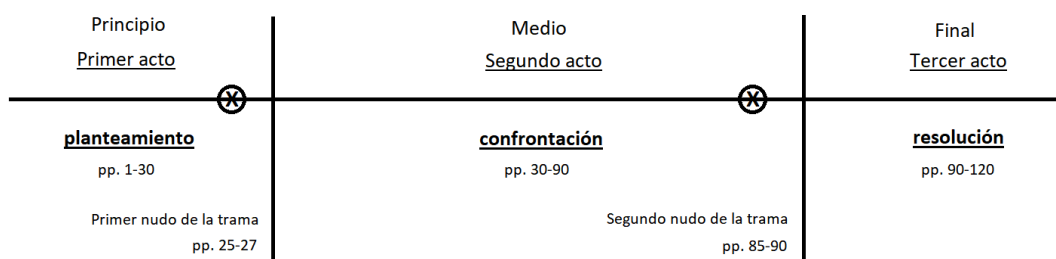 Principio
Primer acto
X
planteamiento
pp. 1-30
Primer nudo de la trama
pp. 25-27
Medio
Segundo acto
X
confrontación
pp. 30-90
Segundo nudo de la trama
pp. 85-90
Final
Tercer acto
resolución
pp. 90-120